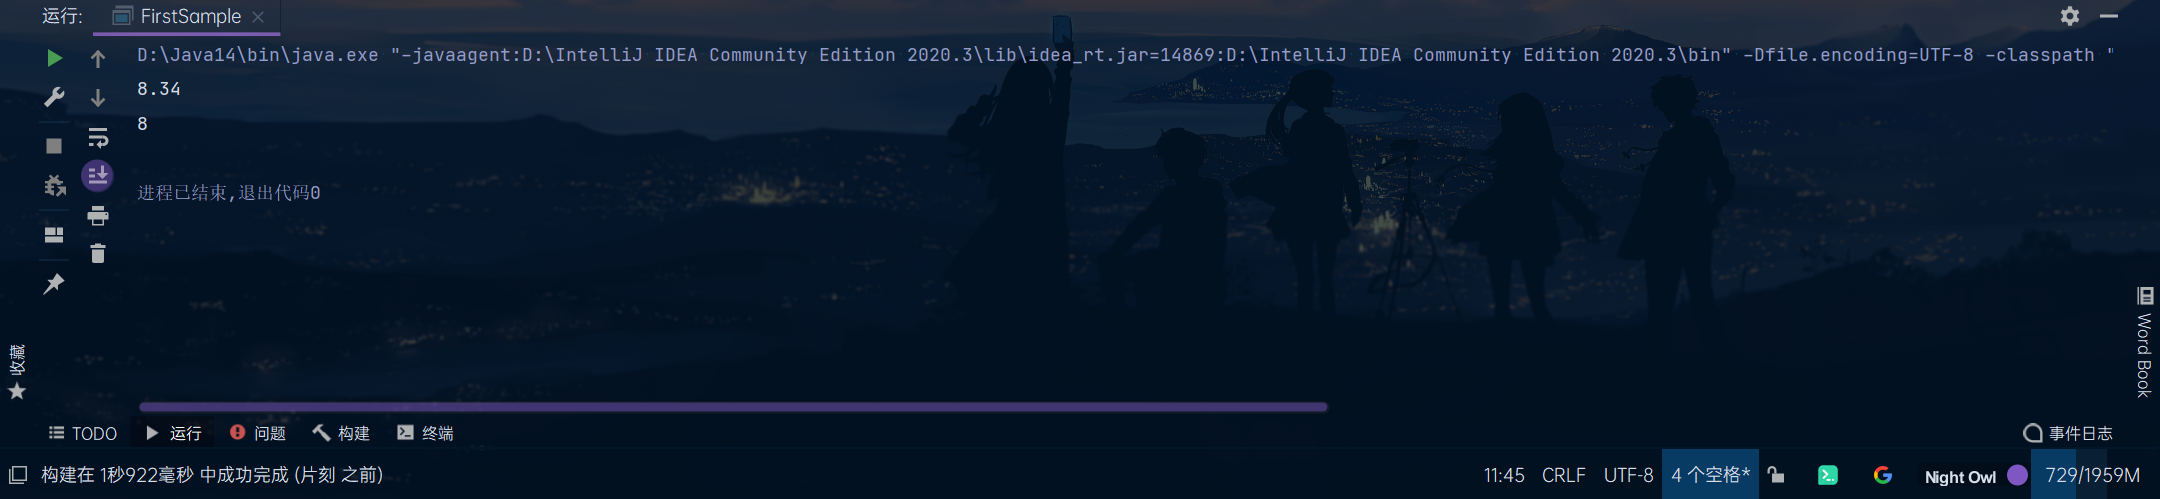 运行: FirstSample
D:\Java14\bin\java.exe "-javaagent:D:\IntelliJ IDEA Community Edition 2020.3\lib\idea_rt.jar=14869:D:\IntelliJ IDEA Community Edition 2020.3\bin" -Dfile.encoding=UTF-8 -classpath "
8.34
8
进程已结束,退出代码0
收藏
Word Book
TODO 运行 问题 构建 终端 事件日志
构建在 1秒922毫秒 中成功完成 (片刻 之前) 11:45 CRLF UTF-8 4 个空格* Night Owl 729/1959M